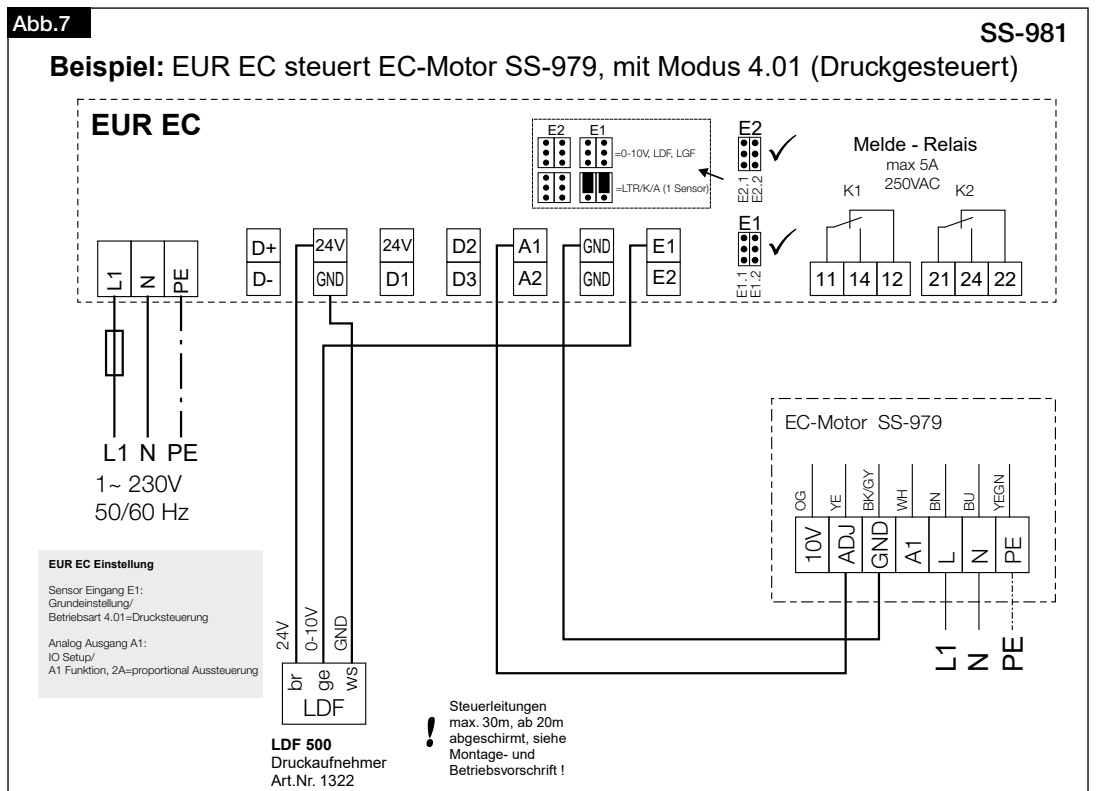 Abb.7
SS-981
Beispiel: EUR EC steuert EC-Motor SS-979, mit Modus 4.01 (Druckgesteuert)
EUR EC
E2 E1
=0-10V, LDF, LGF
=LTR/K/A (1 Sensor)
E2
E2.1
E2.2
E1
E1.1
E1.2
Melde - Relais
max 5A
250VAC
K1 K2
11 14 12 21 24 22
L1 N PE
D+ 24V 24V D2 A1 GND E1
D- GND D1 D3 A2 GND E2
L1 N PE
1~ 230V
50/60 Hz
EC-Motor SS-979
OG YE BK/GY WH BN BU YEGN
10V ADJ GND A1 L N PE
L1 N PE
EUR EC Einstellung
Sensor Eingang E1:
Grundeinstellung/
Betriebsart 4.01=Drucksteuerung
Analog Ausgang A1:
IO Setup/
A1 Funktion, 2A=proportional Aussteuerung
24V 0-10V GND
br ge ws
LDF
LDF 500
Druckaufnehmer
Art.Nr. 1322
!
Steuerleitungen
max. 30m, ab 20m
abgeschirmt, siehe
Montage- und
Betriebsvorschrift !